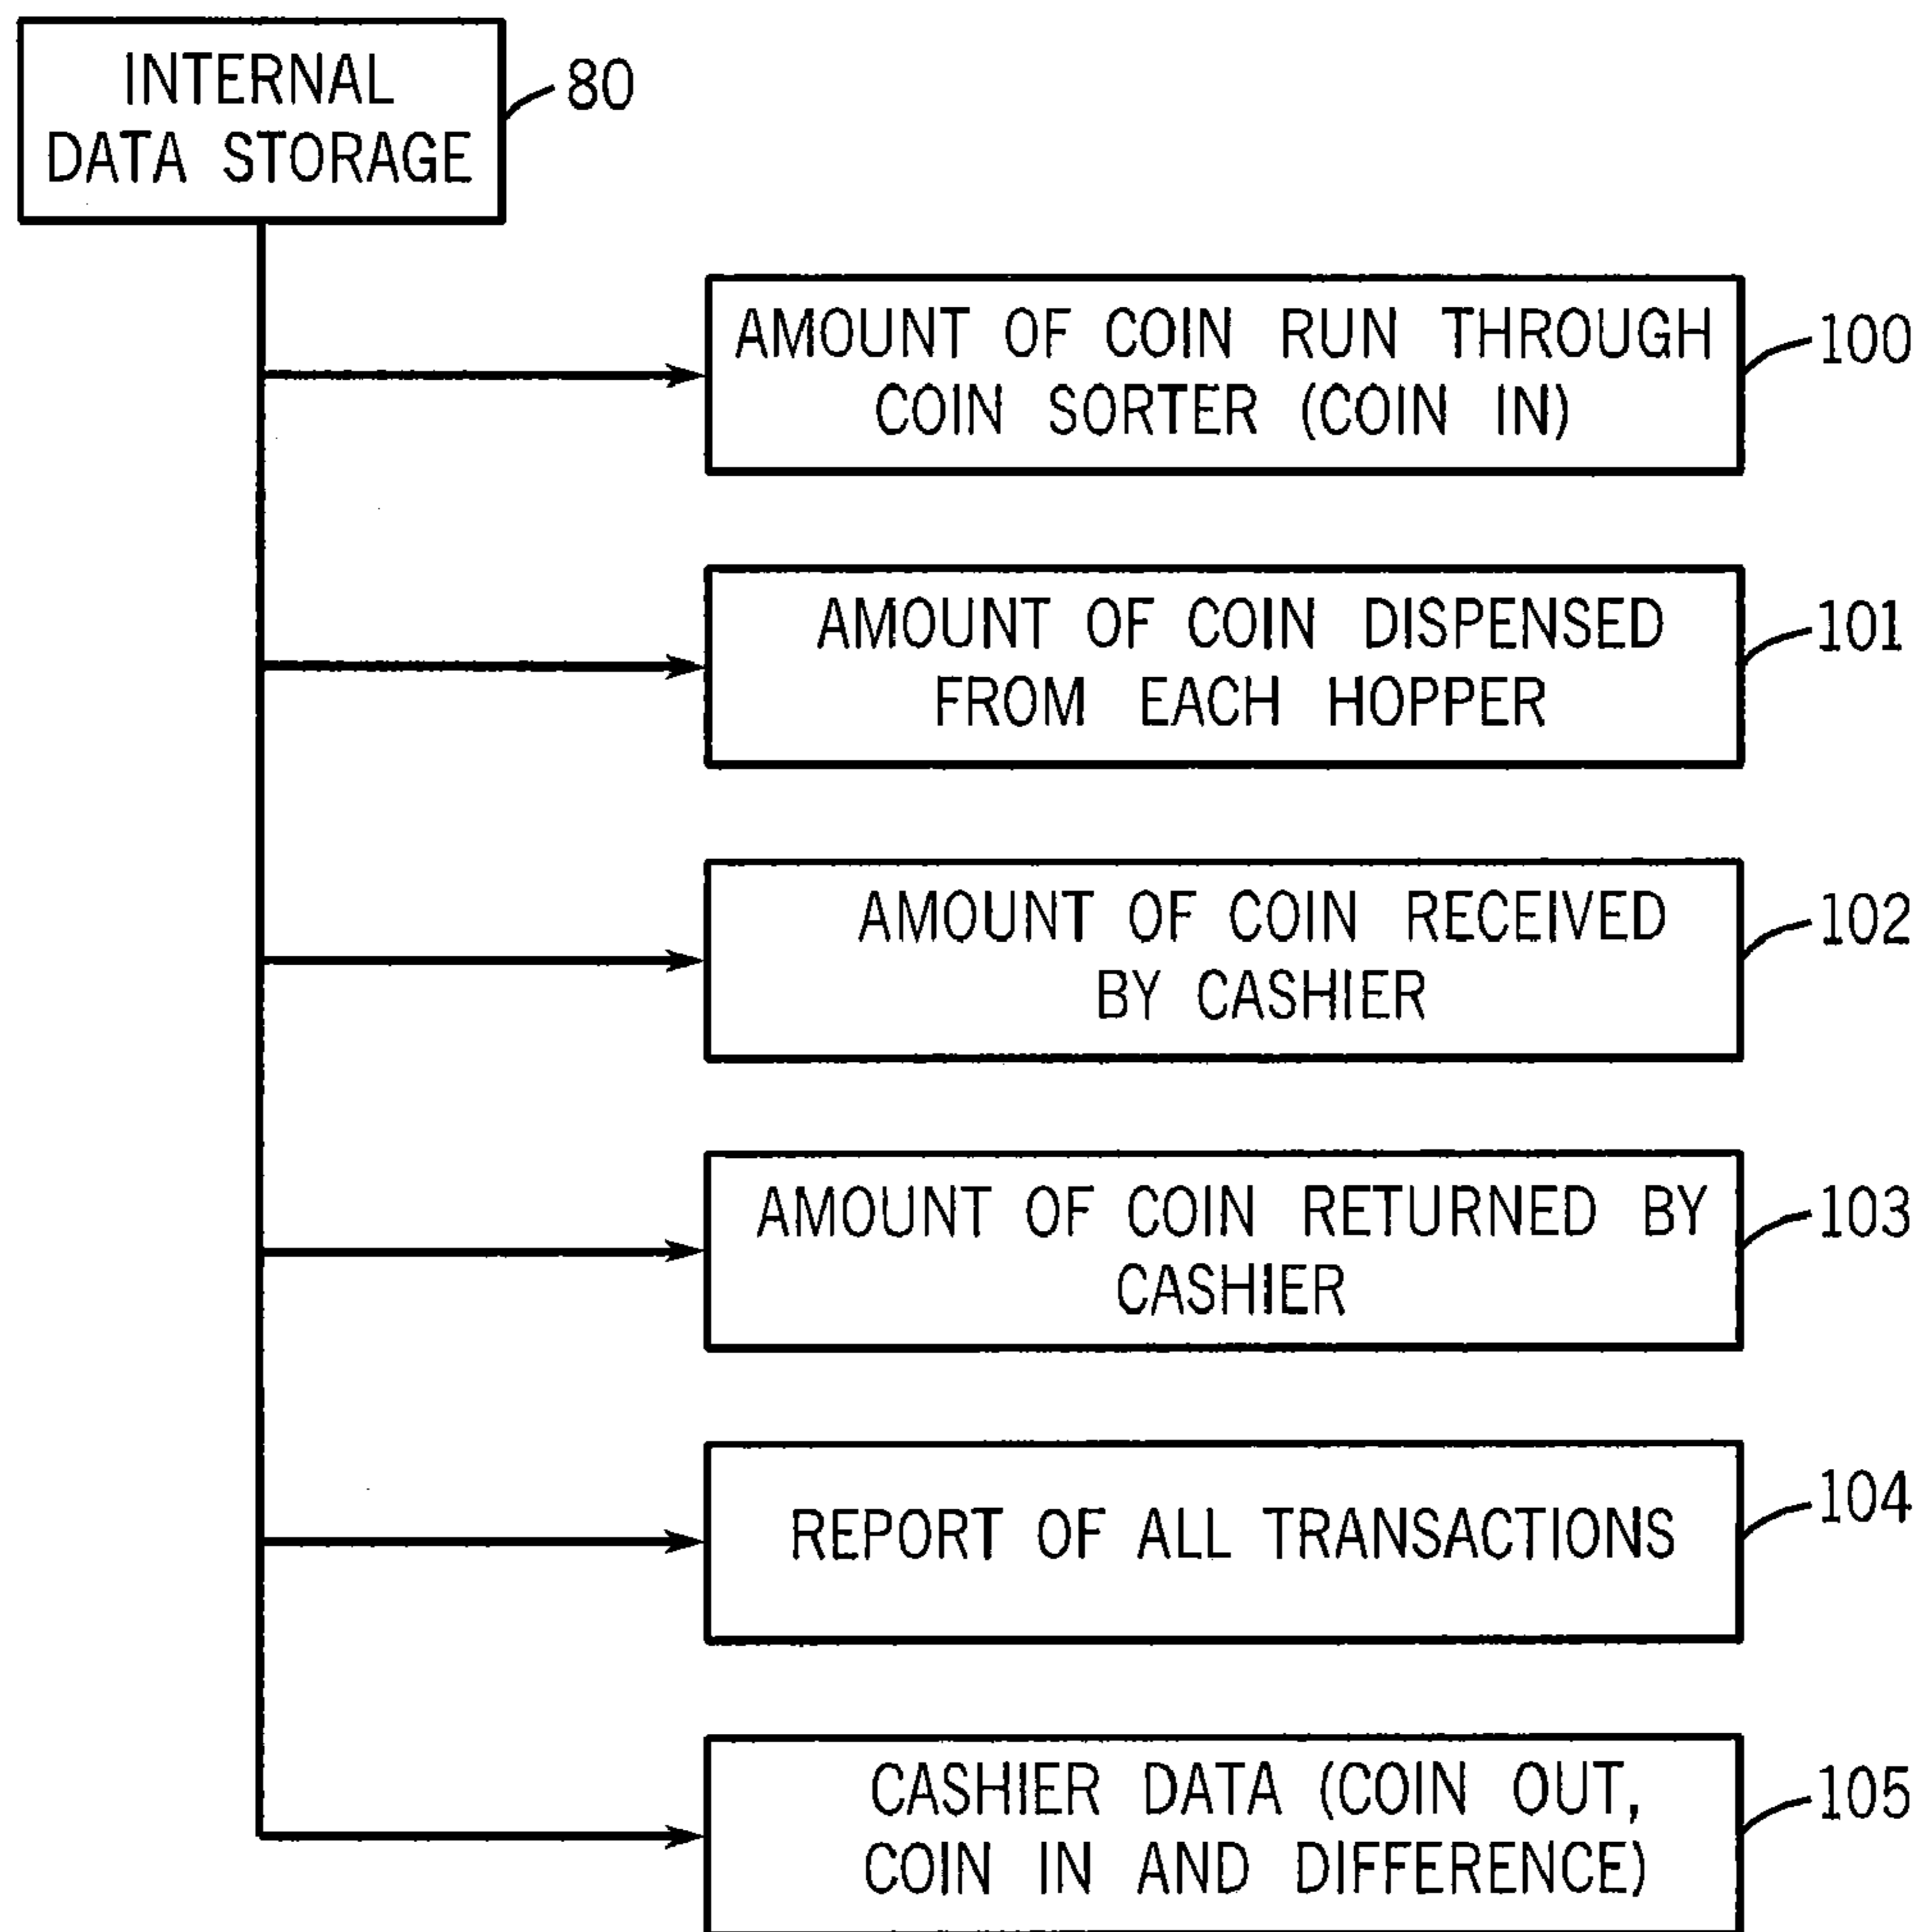 INTERNAL
DATA STORAGE
80
AMOUNT OF COIN RUN THROUGH
COIN SORTER (COIN IN)
100
AMOUNT OF COIN DISPENSED
FROM EACH HOPPER
101
AMOUNT OF COIN RECEIVED
BY CASHIER
102
AMOUNT OF COIN RETURNED BY
CASHIER
103
REPORT OF ALL TRANSACTIONS
104
CASHIER DATA (COIN OUT,
COIN IN AND DIFFERENCE)
105